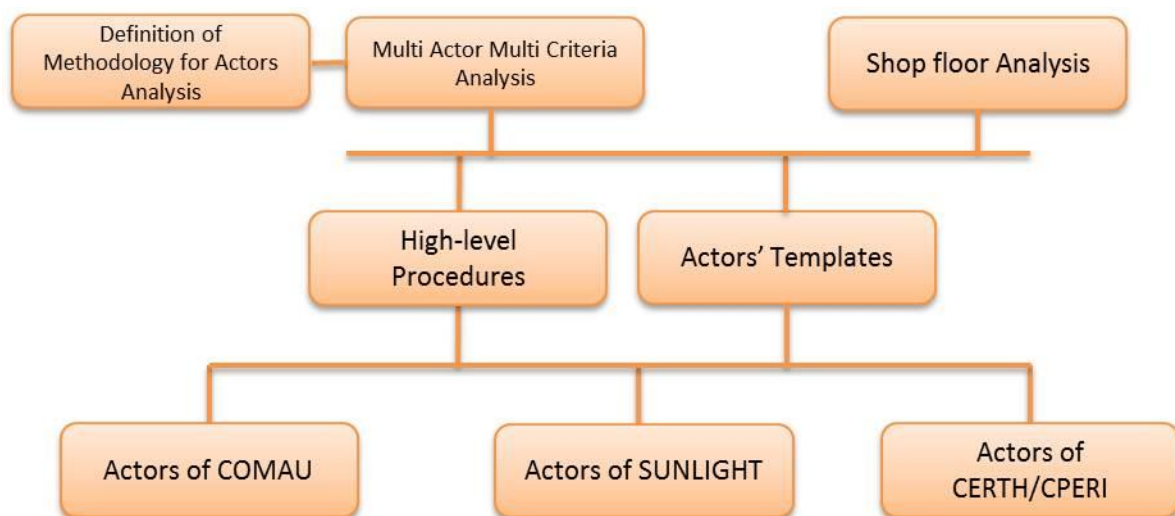 Definition of
Methodology for Actors
Analysis
Multi Actor Multi Criteria
Analysis
Shop floor Analysis
High-level
Procedures
Actors’ Templates
Actors of COMAU
Actors of SUNLIGHT
Actors of
CERTH/CPERI